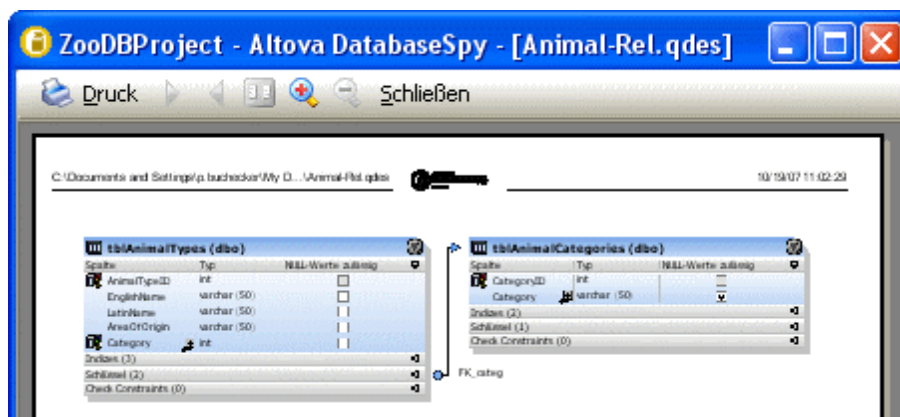 ZooDBProject - Altova DatabaseSpy - [Animal-Rel.qdes]
Druck Schließen
C:\Documents and Settings\p.buchecker\My D...\Animal-Rel.qdes 10/19/07 11:02:29
tblAnimalTypes (dbo)
Spalte Typ NULL-Werte zulässig
AnimalTypeID int
EnglishName varchar (50)
LatinName varchar (50)
AreaOfOrigin varchar (50)
Category int
Indizes (3)
Schlüssel (2)
Check Constraints (0)
tblAnimalCategories (dbo)
Spalte Typ NULL-Werte zulässig
CategoryID int
Category varchar (50)
Indizes (2)
Schlüssel (1)
Check Constraints (0)
FK_categ